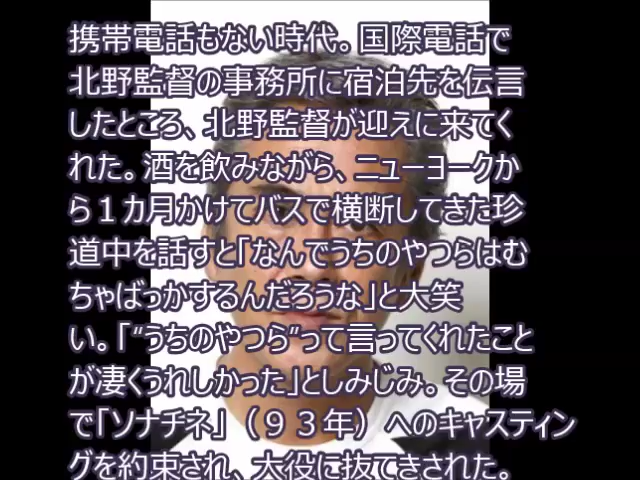 携帯電話もない時代。国際電話で
北野監督の事務所に宿泊先を伝言
したところ、北野監督が迎えに来てく
れた。酒を飲みながら、ニューヨークか
ら１カ月かけてバスで横断してきた珍
道中を話すと「なんでうちのやつらはむ
ちゃばっかするんだろうな」と大笑
い。「“うちのやつら”って言ってくれたこと
が凄くうれしかった」としみじみ。その場
で「ソナチネ」（９３年）へのキャスティン
グを約束され、大役に抜てきされた。